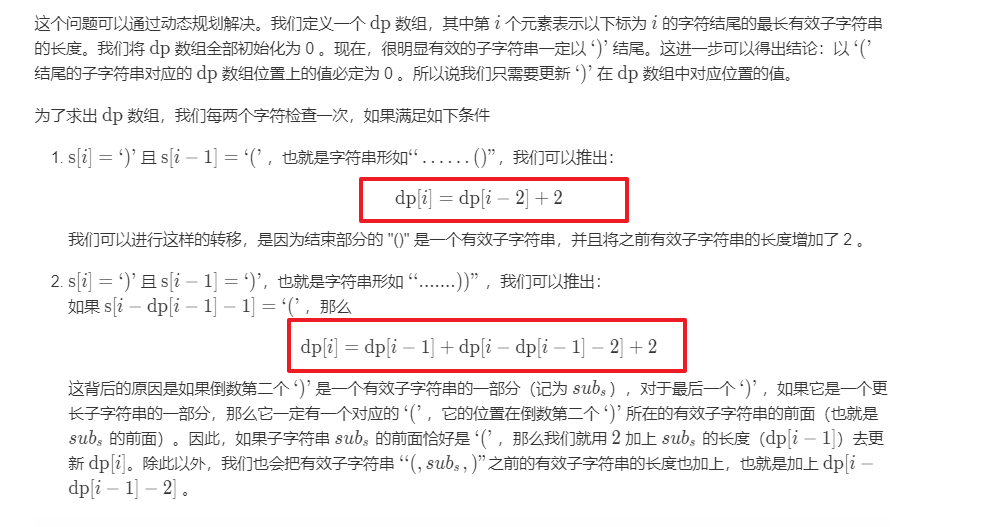 这个问题可以通过动态规划解决。我们定义一个 dp 数组，其中第 i 个元素表示以下标为 i 的字符结尾的最长有效子字符串
的长度。我们将 dp 数组全部初始化为 0 。现在，很明显有效的子字符串一定以 ‘)’ 结尾。这进一步可以得出结论：以 ‘(’
结尾的子字符串对应的 dp 数组位置上的值必定为 0 。所以说我们只需要更新 ‘)’ 在 dp 数组中对应位置的值。
为了求出 dp 数组，我们每两个字符检查一次，如果满足如下条件
1. s[i] = ‘)’ 且 s[i − 1] = ‘(’ ，也就是字符串形如 “......()”，我们可以推出：
dp[i] = dp[i − 2] + 2
我们可以进行这样的转移，是因为结束部分的 "()" 是一个有效子字符串，并且将之前有效子字符串的长度增加了 2 。
2. s[i] = ‘)’ 且 s[i − 1] = ‘)’，也就是字符串形如 “.......))” ，我们可以推出：
如果 s[i − dp[i − 1] − 1] = ‘(’ ，那么
dp[i] = dp[i − 1] + dp[i − dp[i − 1] − 2] + 2
这背后的原因是如果倒数第二个 ‘)’ 是一个有效子字符串的一部分（记为 subₛ），对于最后一个 ‘)’ ，如果它是一个更
长子字符串的一部分，那么它一定有一个对应的 ‘(’ ，它的位置在倒数第二个 ‘)’ 所在的有效子字符串的前面（也就是
subₛ 的前面）。因此，如果子字符串 subₛ 的前面恰好是 ‘(’ ，那么我们就用 2 加上 subₛ 的长度（dp[i − 1]）去更
新 dp[i]。除此以外，我们也会把有效子字符串 “(, subₛ, )” 之前的有效子字符串的长度也加上，也就是加上 dp[i −
dp[i − 1] − 2] 。